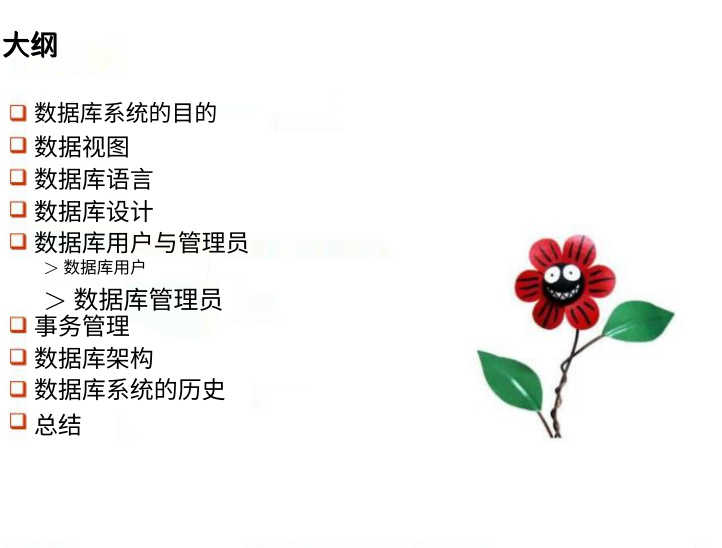 大纲
数据库系统的目的
数据视图
数据库语言
数据库设计
数据库用户与管理员
> 数据库用户
> 数据库管理员
事务管理
数据库架构
数据库系统的历史
总结